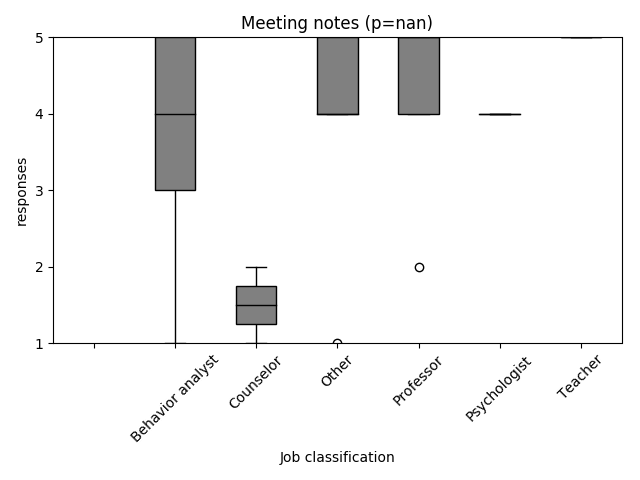 Meeting notes (p=nan)
5
4
3
2
1
responses
Behavior analyst
Counselor
Other
Professor
Psychologist
Teacher
Job classification